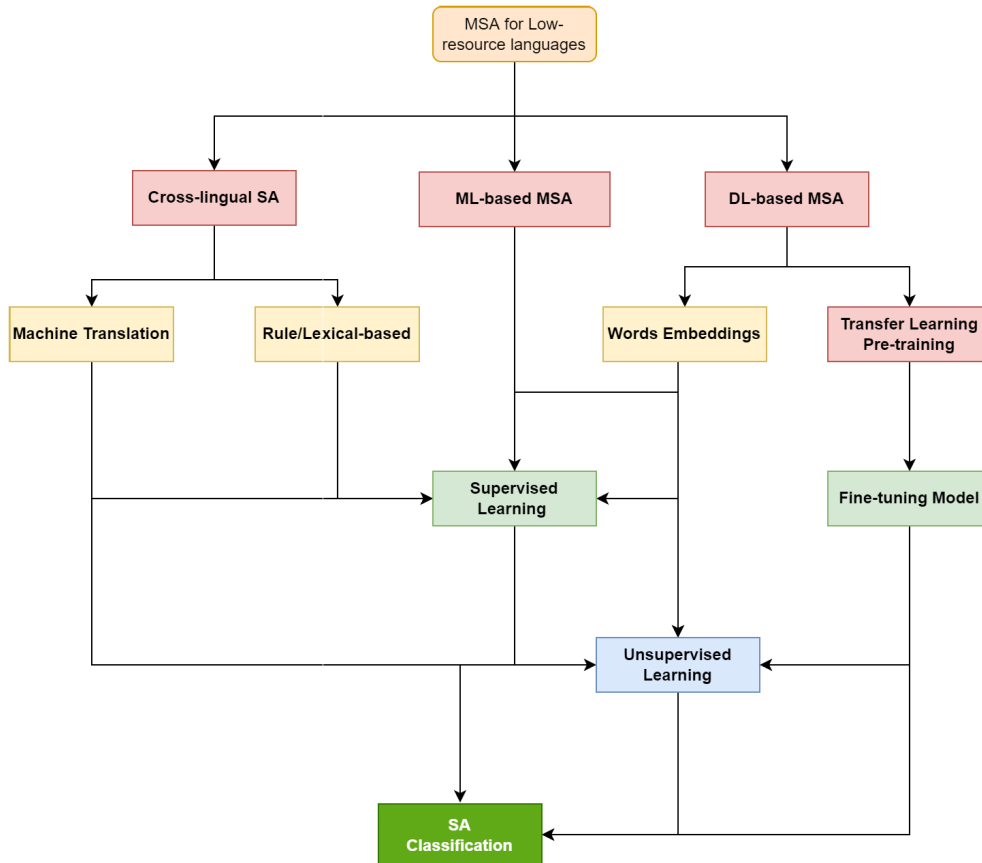 MSA for Low-
resource languages
Cross-lingual SA
ML-based MSA
DL-based MSA
Machine Translation
Rule/Lexical-based
Words Embeddings
Transfer Learning
Pre-training
Supervised
Learning
Fine-tuning Model
Unsupervised
Learning
SA
Classification